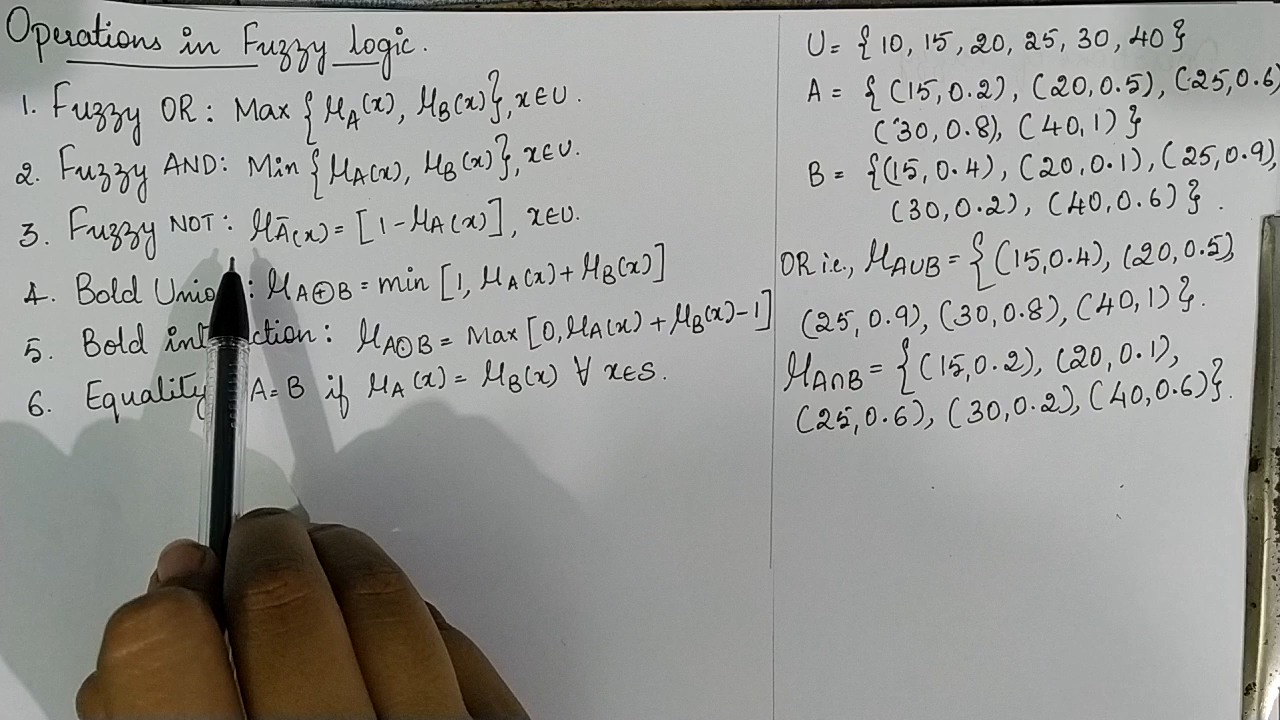 Operations in Fuzzy Logic.
1. Fuzzy OR: Max {μA(x), μB(x)}, x∈U.
2. Fuzzy AND: Min {μA(x), μB(x)}, x∈U.
3. Fuzzy NOT: μĀ(x) = [1-μA(x)], x∈U.
4. Bold : μA⊕B = min [1, μA(x) + μB(x)]
5. Bold : μA⊙B = Max [0, μA(x) + μB(x)-1]
6. Equality A=B if μA(x) = μB(x) ∀ x∈S.
U = {10, 15, 20, 25, 30, 40}
A = {(15,0.2), (20,0.5), (25,0.6)
(30,0.8), (40,1)}
B = {(15,0.4), (20,0.1), (25,0.9),
(30,0.2), (40,0.6)}.
OR i.e., μA∪B = {(15,0.4), (20,0.5),
(25,0.9), (30,0.8), (40,1)}.
μA∩B = {(15,0.2), (20,0.1),
(25,0.6), (30,0.2), (40,0.6)}.